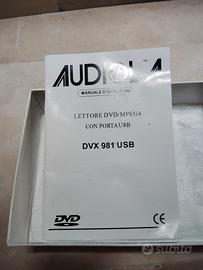 AUDIOLA
MANUALE D'ISTRUZIONI
LETTORE DVD/MPEG4
CON PORTA USB
DVX 981 USB
DVD
CE
subito